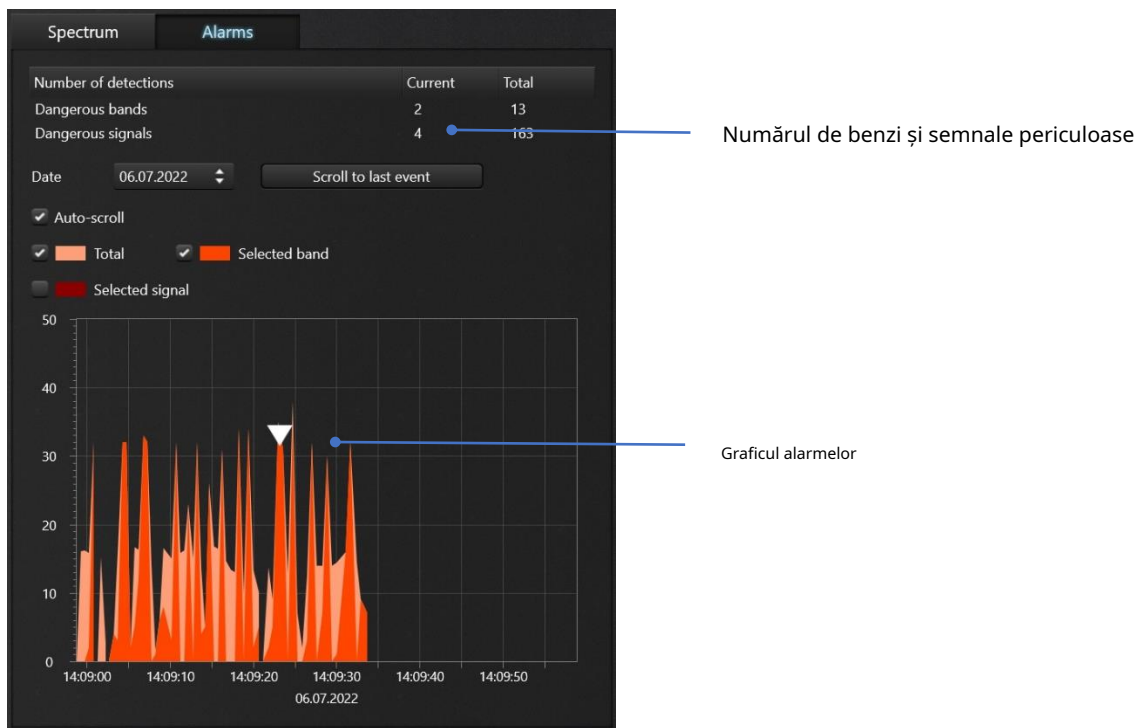 Spectrum Alarms
Number of detections Current Total
Dangerous bands 2 13
Dangerous signals 4 163
Numărul de benzi și semnale periculoase
Date 06.07.2022 Scroll to last event
Auto-scroll
Total Selected band
Selected signal
50
40
30
Graficul alarmelor
20
10
0
14:09:00 14:09:10 14:09:20 14:09:30 14:09:40 14:09:50
06.07.2022